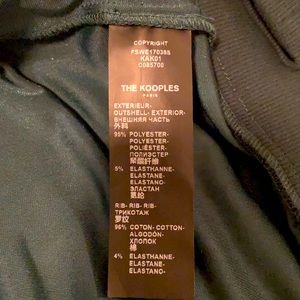 COPYRIGHT
FSWE17038S
KAK01
C085700
THE KOOPLES
PARIS
EXTERIEUR-
OUTSHELL- EXTERIOR-
ВНЕШНЯЯ ЧАСТЬ
外料
95% POLYESTER-
POLYESTER-
POLIÉSTER-
ПОЛИЭСТЕР
聚酯纤维
5% ELASTHANNE-
ELASTANE-
ELASTANO-
ЭЛАСТАН
氨纶
RIB- RIB- RIB-
ТРИКОТАЖ
罗纹
96% COTON- COTTON-
ALGODÓN-
ХЛОПОК
棉
4% ELASTHANNE-
ELASTANE-
ELASTANO-